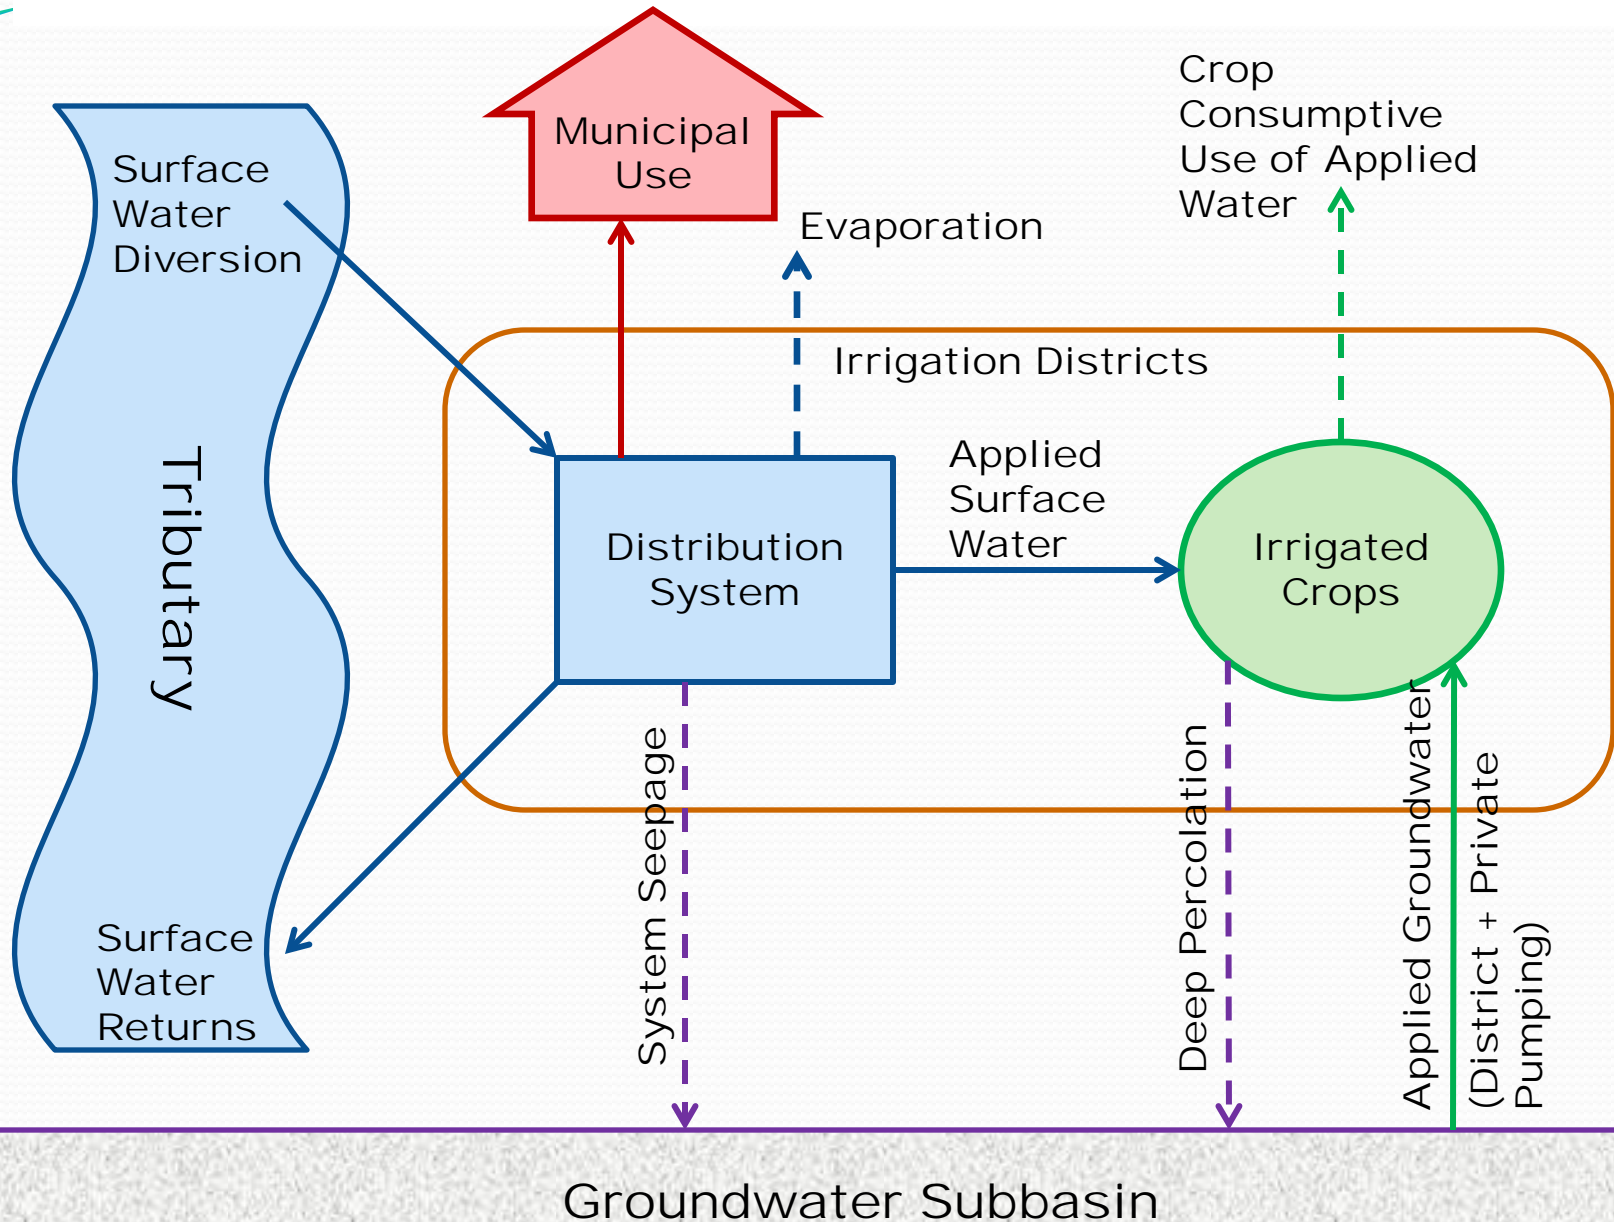 Municipal
Use
Crop
Consumptive
Use of Applied
Water
Surface
Water
Diversion
Evaporation
Irrigation Districts
Tributary
Distribution
System
Applied
Surface
Water
Irrigated
Crops
System Seepage
Deep Percolation
Applied Groundwater
(District + Private
Pumping)
Surface
Water
Returns
Groundwater Subbasin